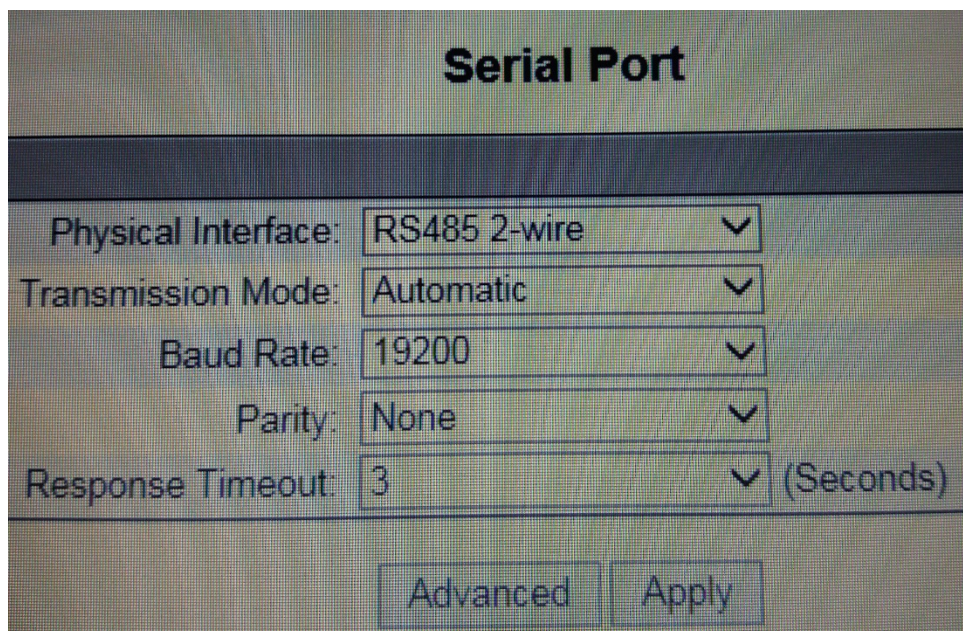 Serial Port
Physical Interface: RS485 2-wire
Transmission Mode: Automatic
Baud Rate: 19200
Parity: None
Response Timeout: 3 (Seconds)
Advanced Apply